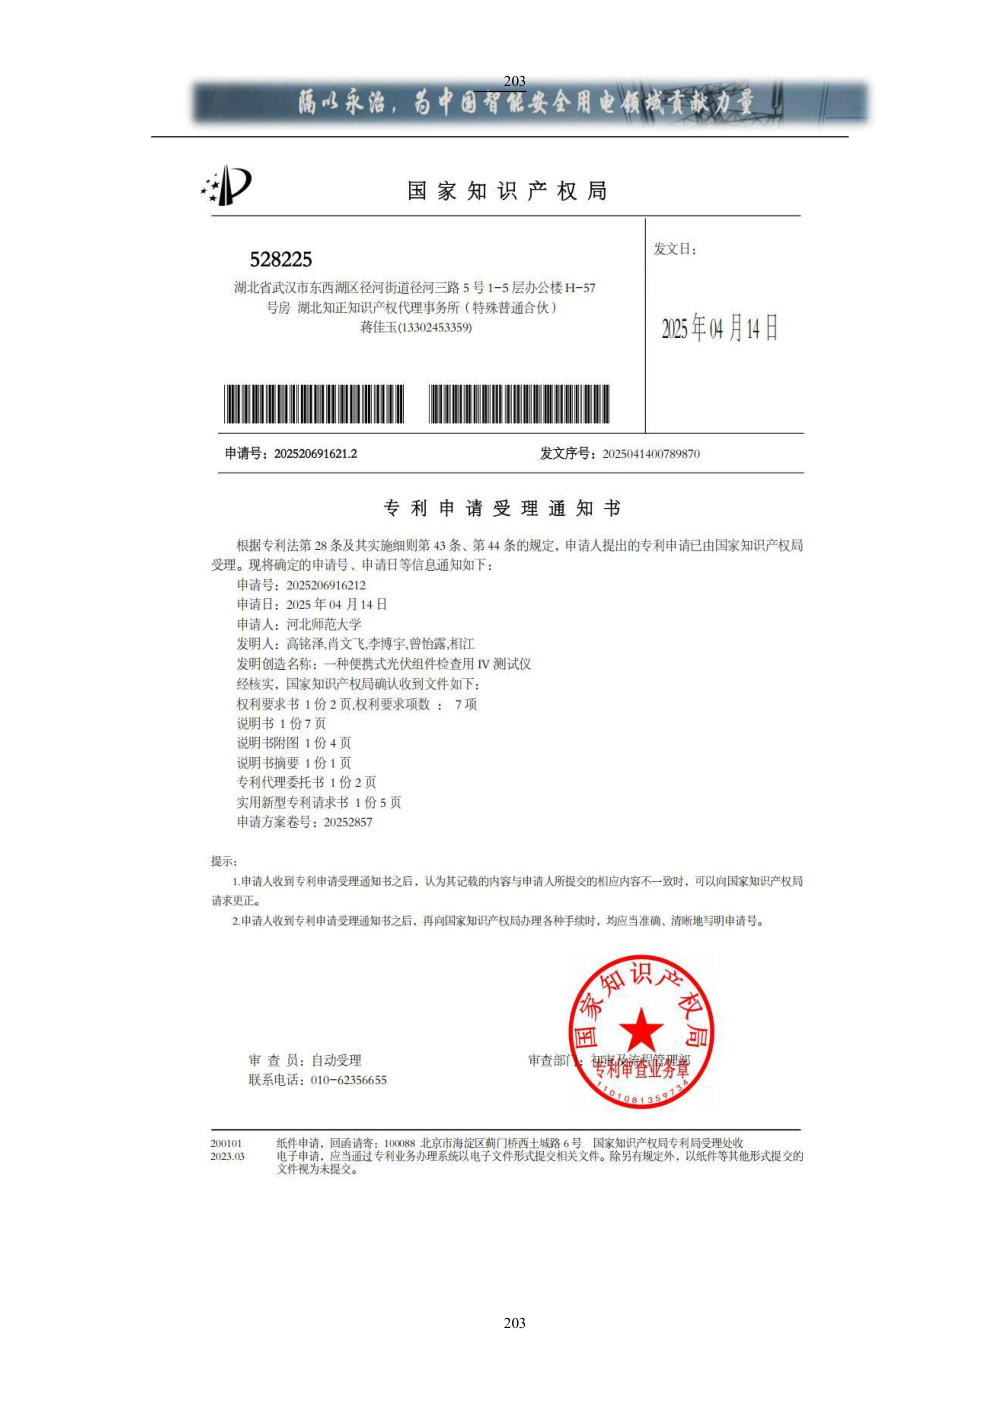 203
隔以永治，为中国智能安全用电领域贡献力量
国家知识产权局
528225
湖北省武汉市东西湖区径河街道径河三路 5 号 1-5 层办公楼 H-57
号房 湖北知正知识产权代理事务所（特殊普通合伙）
蒋佳玉(13302453359)
发文日：
2025 年 04 月 14 日
申请号：202520691621.2
发文序号：2025041400789870
专利申请受理通知书
根据专利法第 28 条及其实施细则第 43 条、第 44 条的规定，申请人提出的专利申请已由国家知识产权局
受理。现将确定的申请号、申请日等信息通知如下：
申请号：2025206916212
申请日：2025 年 04 月 14 日
申请人：河北师范大学
发明人：高铭泽,肖文飞,李博宇,曾怡露,相江
发明创造名称：一种便携式光伏组件检查用 IV 测试仪
经核实，国家知识产权局确认收到文件如下：
权利要求书 1 份 2 页,权利要求项数 ： 7 项
说明书 1 份 7 页
说明书附图 1 份 4 页
说明书摘要 1 份 1 页
专利代理委托书 1 份 2 页
实用新型专利请求书 1 份 5 页
申请方案卷号：20252857
提示：
1.申请人收到专利申请受理通知书之后，认为其记载的内容与申请人所提交的相应内容不一致时，可以向国家知识产权局
请求更正。
2.申请人收到专利申请受理通知书之后，再向国家知识产权局办理各种手续时，均应当准确、清晰地写明申请号。
国家知识产权局
审 查 员：自动受理
审查部门：初审及流程管理部
专利审查业务章
联系电话：010-62356655
1101081359734
200101
2023.03
纸件申请，回函请寄：100088 北京市海淀区蓟门桥西土城路 6 号 国家知识产权局专利局受理处收
电子申请，应当通过专利业务办理系统以电子文件形式提交相关文件。除另有规定外，以纸件等其他形式提交的
文件视为未提交。
203